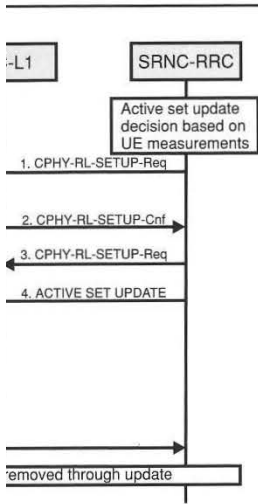 -L1
SRNC-RRC
Active set update
decision based on
UE measurements
1. CPHY-RL-SETUP-Req
2. CPHY-RL-SETUP-Cnf
3. CPHY-RL-SETUP-Req
4. ACTIVE SET UPDATE
removed through update